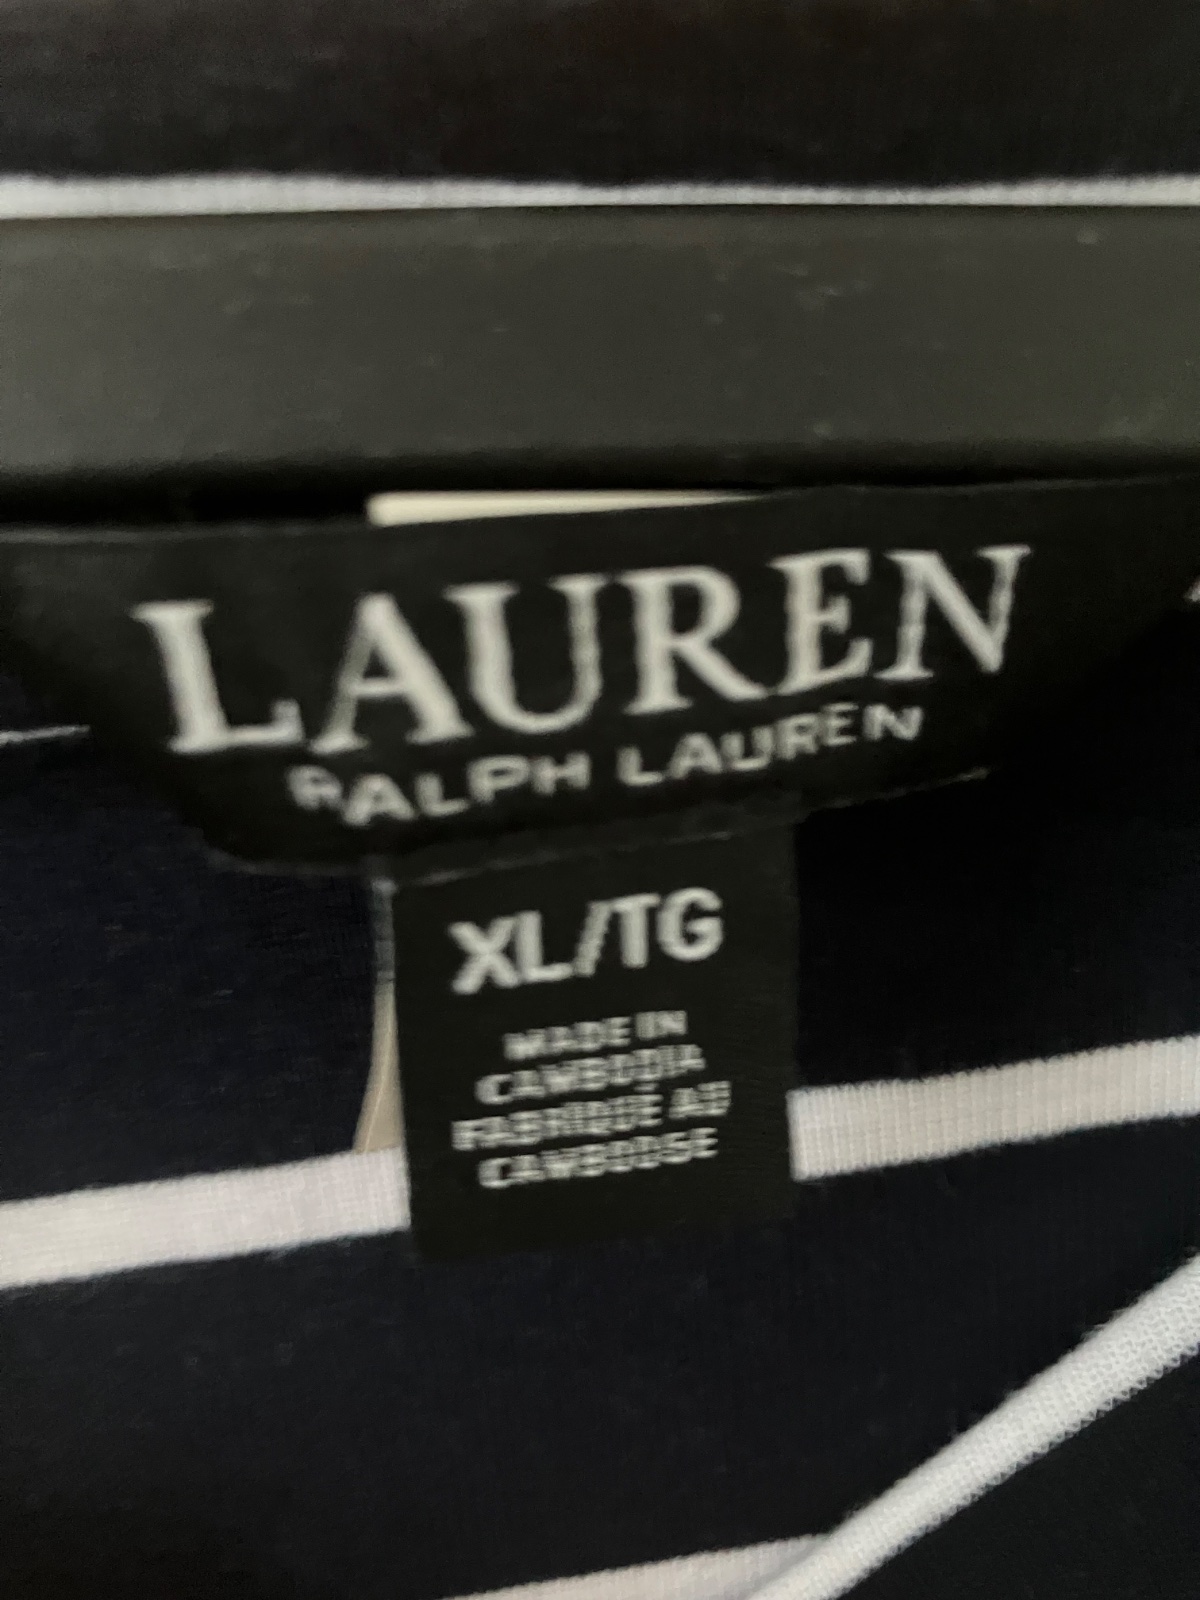 LAUREN
RALPH LAUREN
XL/TG
MADE IN
CAMBODIA
FABRIQUÉ AU
CAMBODGE